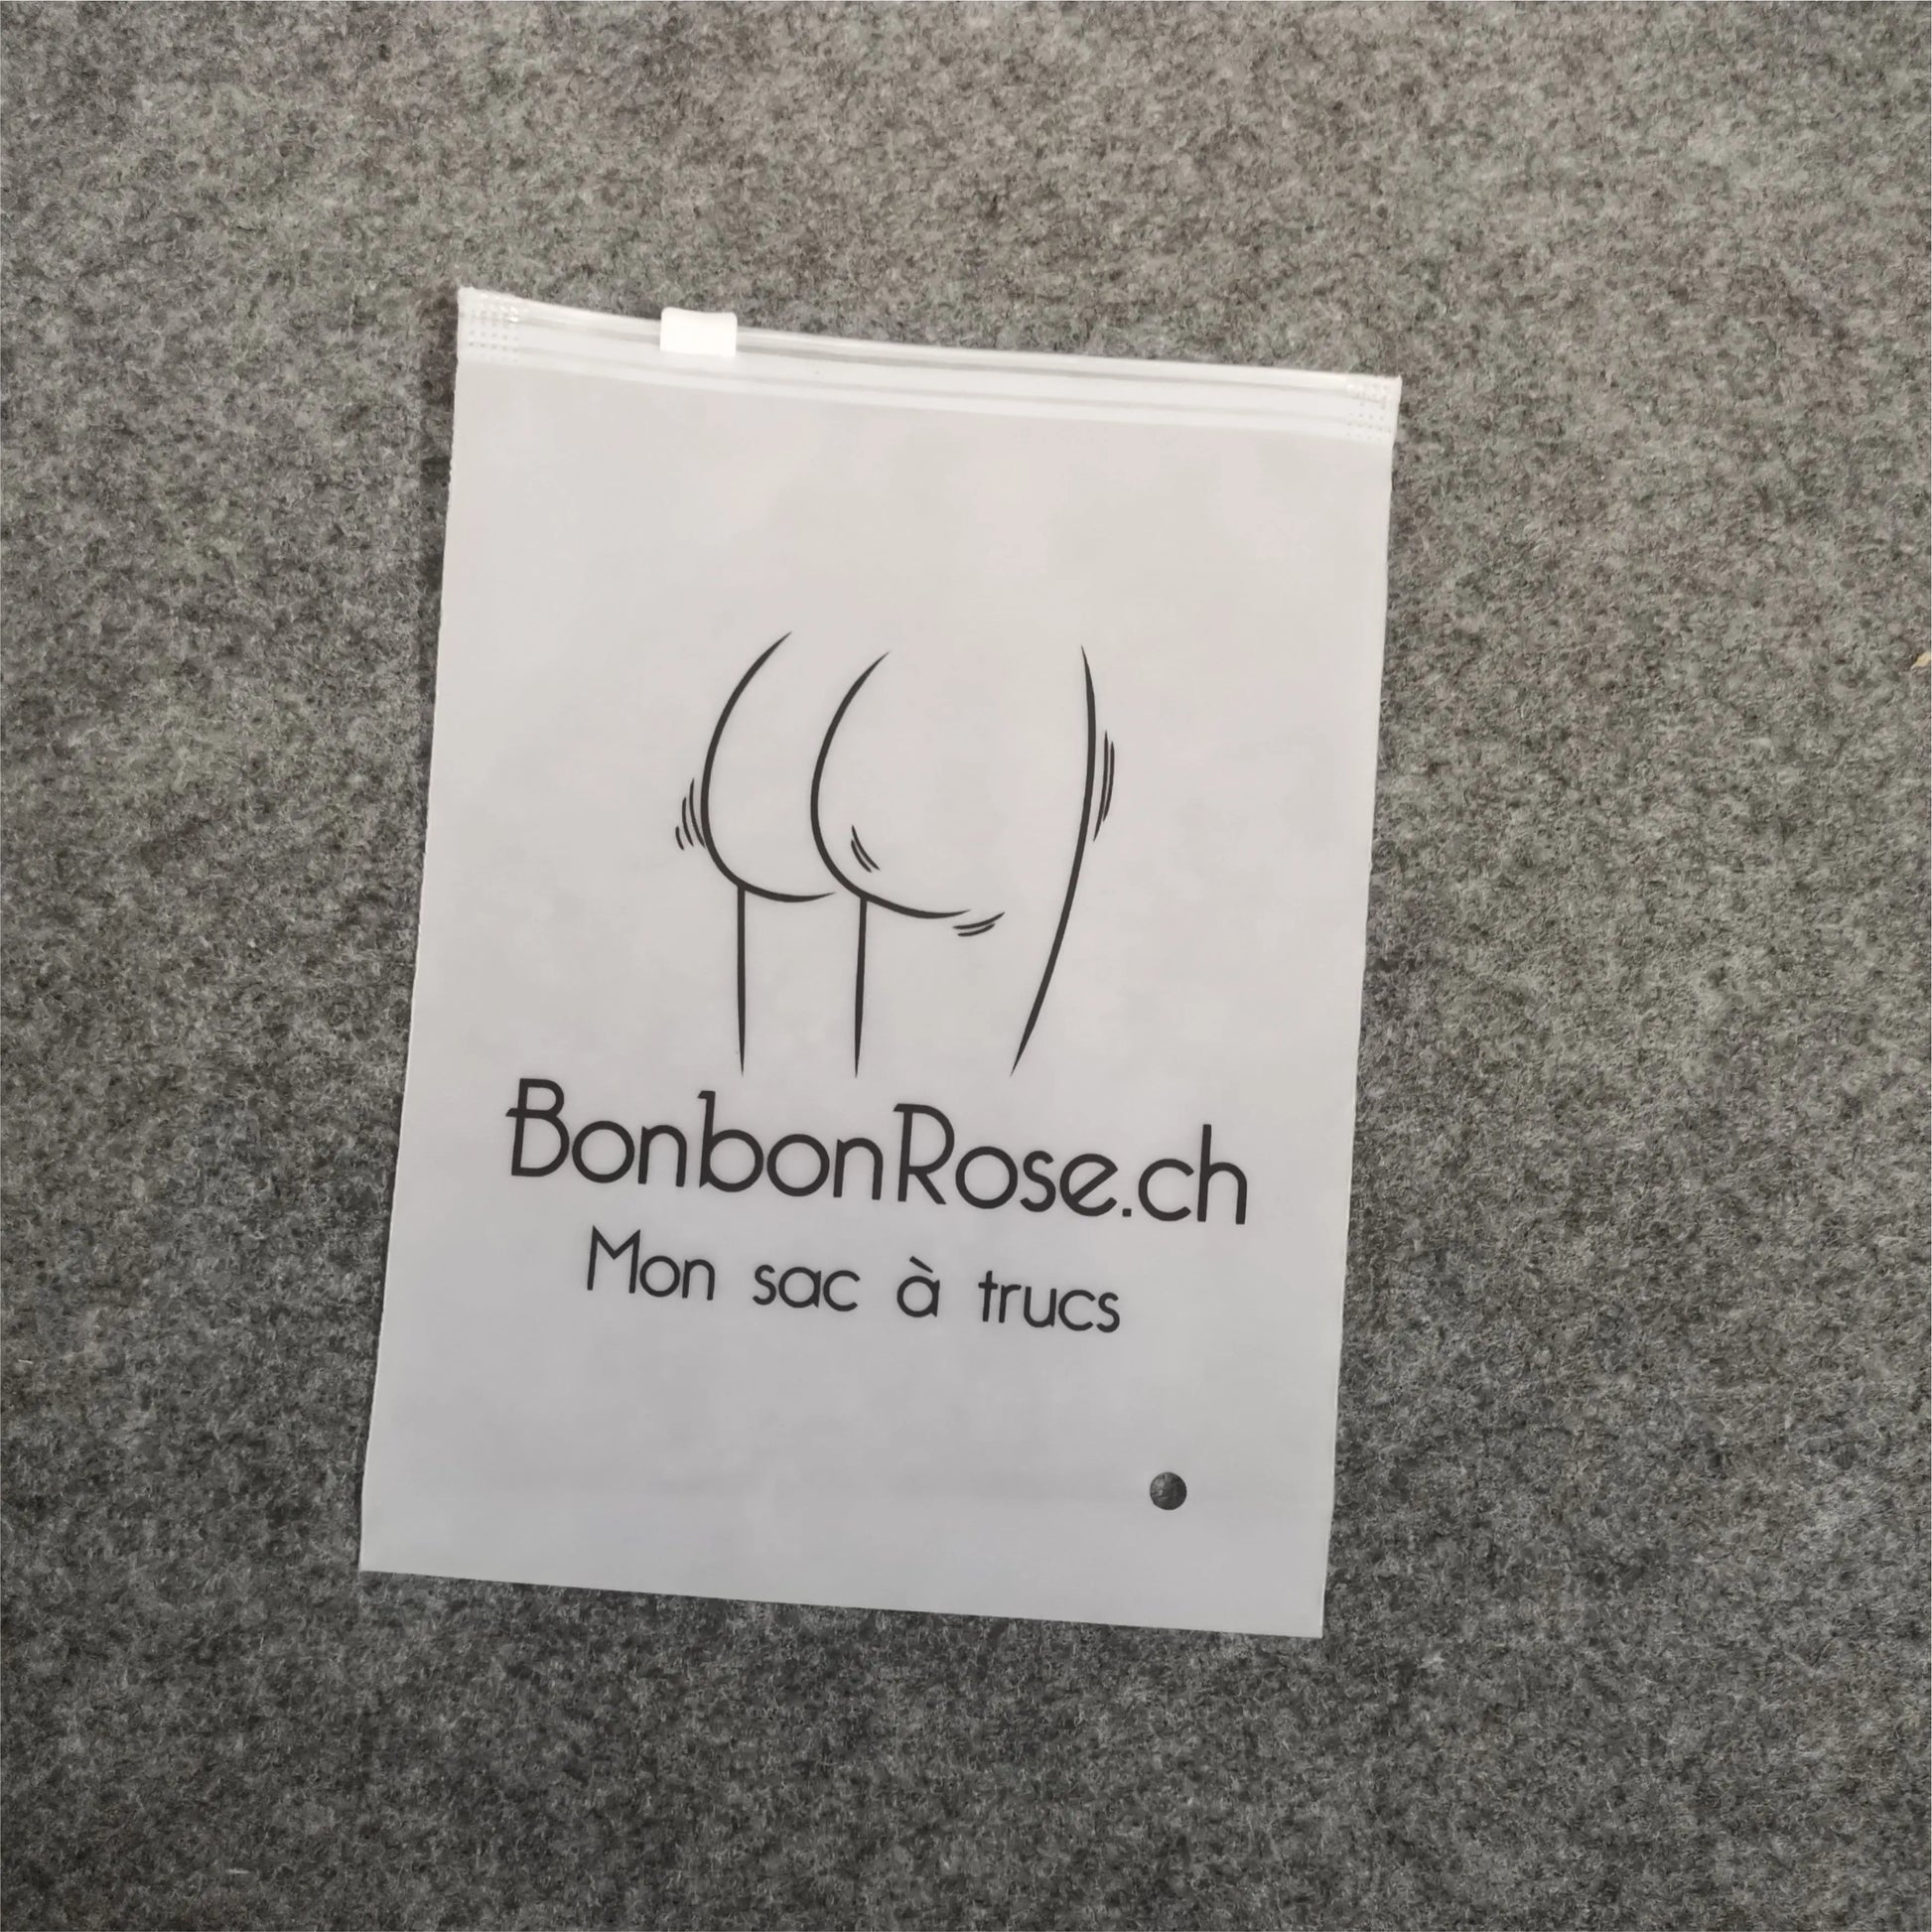 BonbonRose.ch
Mon sac à trucs